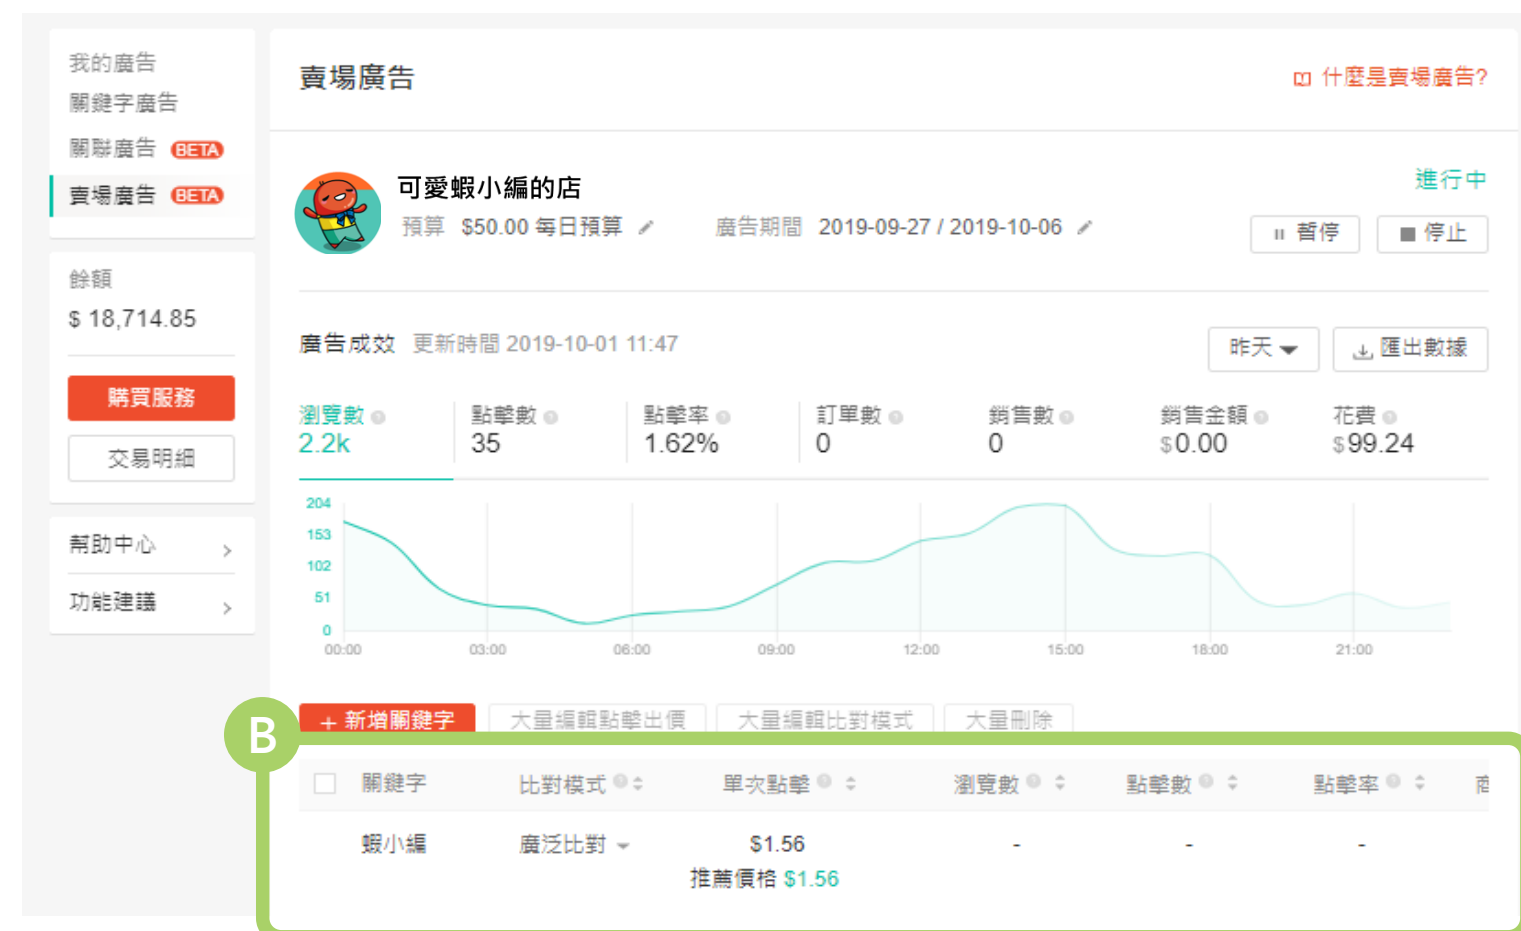 我的廣告
關鍵字廣告
關聯廣告 BETA
賣場廣告 BETA
餘額
$ 18,714.85
購買服務
交易明細
幫助中心
功能建議
賣場廣告
什麼是賣場廣告?
可愛蝦小編的店
進行中
預算 $50.00 每日預算 廣告期間 2019-09-27 / 2019-10-06
暫停 停止
廣告成效 更新時間 2019-10-01 11:47
昨天 匯出數據
瀏覽數 點擊數 點擊率 訂單數 銷售數 銷售金額 花費
2.2k 35 1.62% 0 0 $0.00 $99.24
204
153
102
51
0
00:00 03:00 06:00 09:00 12:00 15:00 18:00 21:00
+ 新增關鍵字 大量編輯點擊出價 大量編輯比對模式 大量刪除
B
關鍵字 比對模式 單次點擊 瀏覽數 點擊數 點擊率
蝦小編 廣泛比對 $1.56 - - -
推薦價格 $1.56